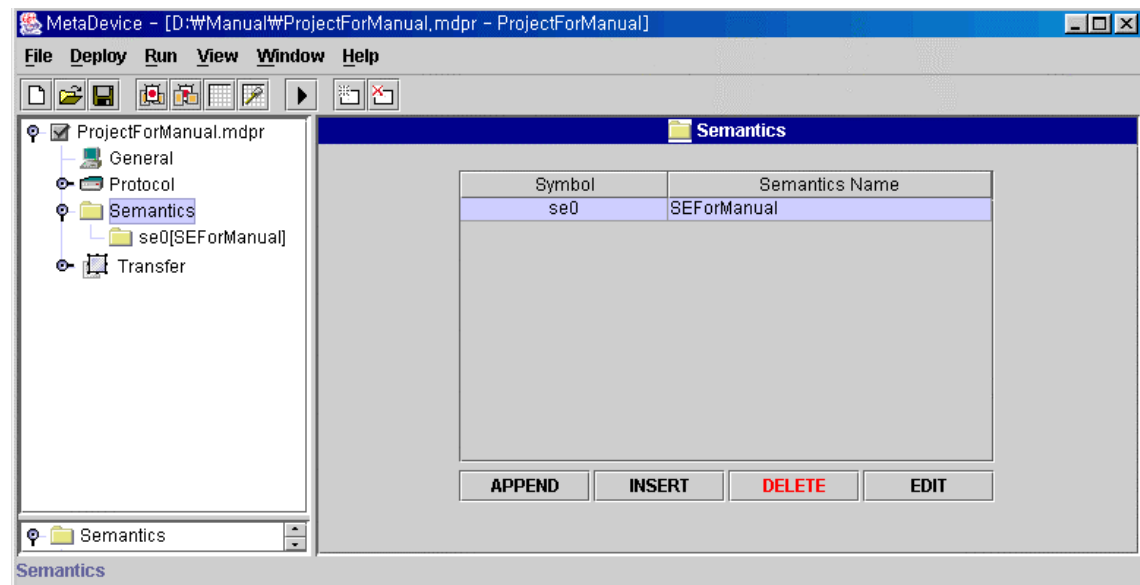 MetaDevice - [D:₩Manual₩ProjectForManual,mdpr - ProjectForManual]
File Deploy Run View Window Help
ProjectForManual.mdpr
General
Protocol
Semantics
se0[SEForManual]
Transfer
Semantics
Symbol Semantics Name
se0 SEForManual
APPEND INSERT DELETE EDIT
Semantics
Semantics